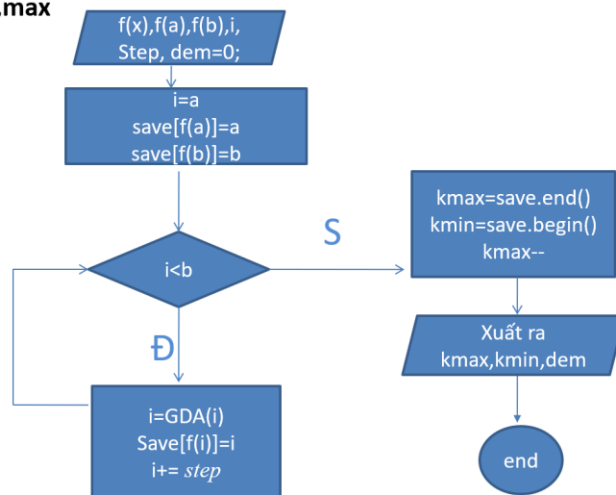 ,max
f(x),f(a),f(b),i,
Step, dem=0;
i=a
save[f(a)]=a
save[f(b)]=b
i<b
S
kmax=save.end()
kmin=save.begin()
kmax--
Đ
Xuất ra
kmax,kmin,dem
i=GDA(i)
Save[f(i)]=i
i+= step
end